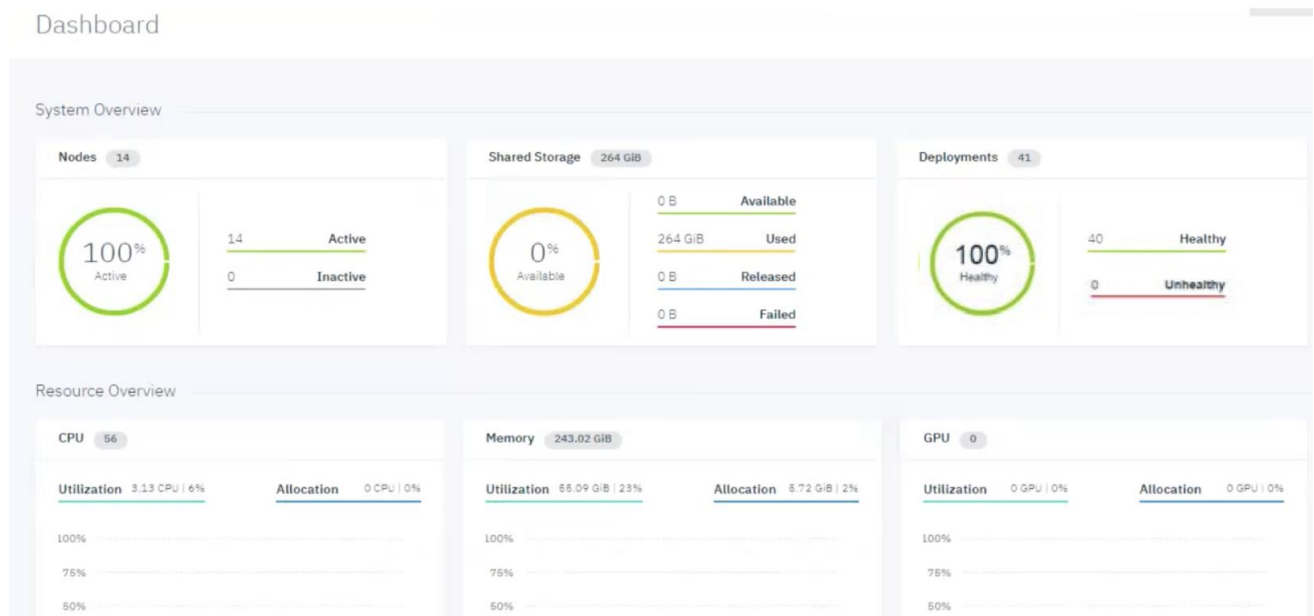 Dashboard
System Overview
Nodes 14
100%
Active
14 Active
0 Inactive
Shared Storage 264 GiB
0%
Available
0 B Available
264 GiB Used
0 B Released
0 B Failed
Deployments 41
100%
Healthy
40 Healthy
0 Unhealthy
Resource Overview
CPU 56
Utilization 3.13 CPU | 6% Allocation 0 CPU | 0%
100%
75%
50%
Memory 243.02 GiB
Utilization 55.09 GiB | 23% Allocation 5.72 GiB | 2%
100%
75%
50%
GPU 0
Utilization 0 GPU | 0% Allocation 0 GPU | 0%
100%
75%
50%